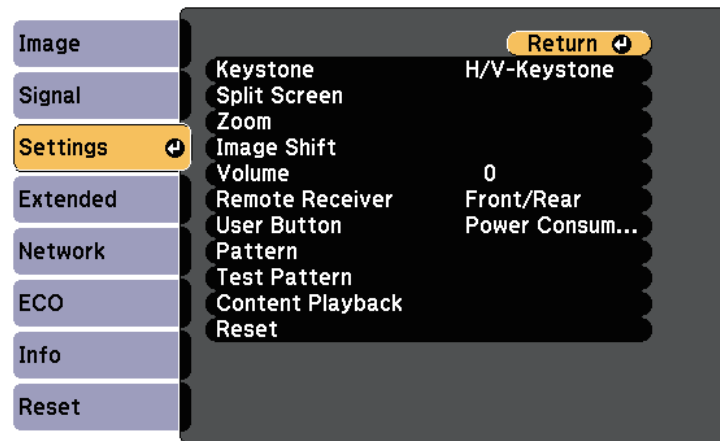 Image
Signal
Settings
Extended
Network
ECO
Info
Reset
Return
Keystone H/V-Keystone
Split Screen
Zoom
Image Shift
Volume 0
Remote Receiver Front/Rear
User Button Power Consum...
Pattern
Test Pattern
Content Playback
Reset